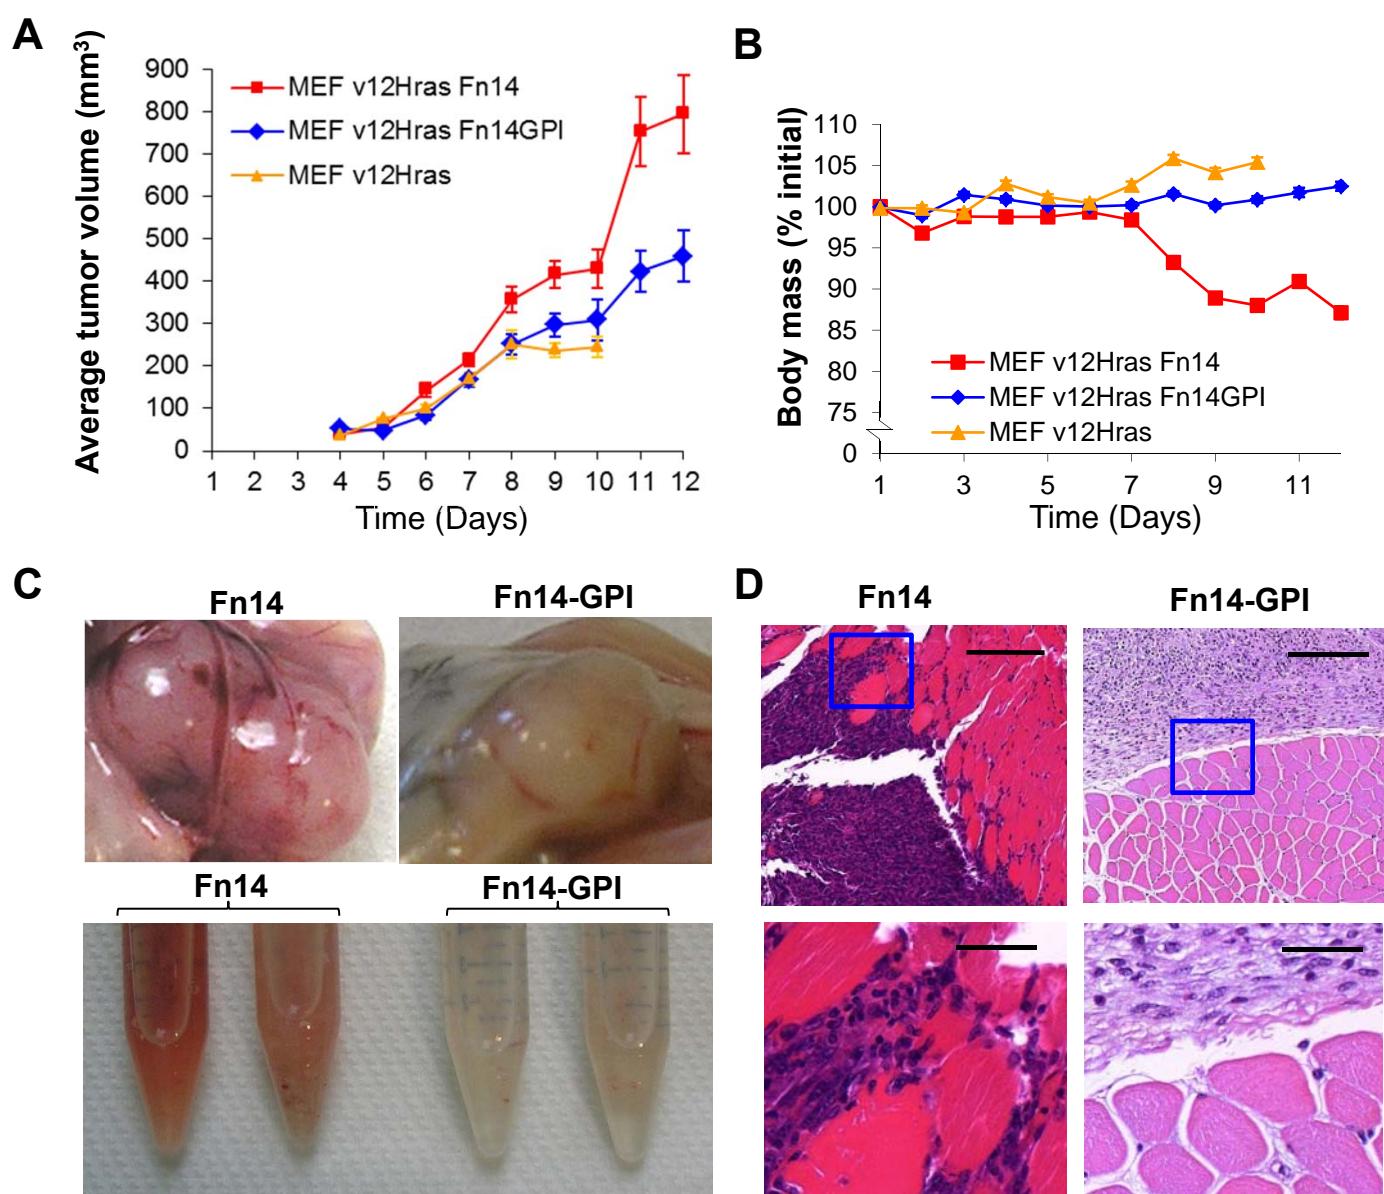 A
Average tumor volume (mm³)
900
800
700
600
500
400
300
200
100
0
MEF v12Hras Fn14
MEF v12Hras Fn14GPI
MEF v12Hras
1 2 3 4 5 6 7 8 9 10 11 12
Time (Days)
B
Body mass (% initial)
110
105
100
95
90
85
80
75
0
MEF v12Hras Fn14
MEF v12Hras Fn14GPI
MEF v12Hras
1 3 5 7 9 11
Time (Days)
C
Fn14
Fn14-GPI
Fn14
Fn14-GPI
D
Fn14
Fn14-GPI